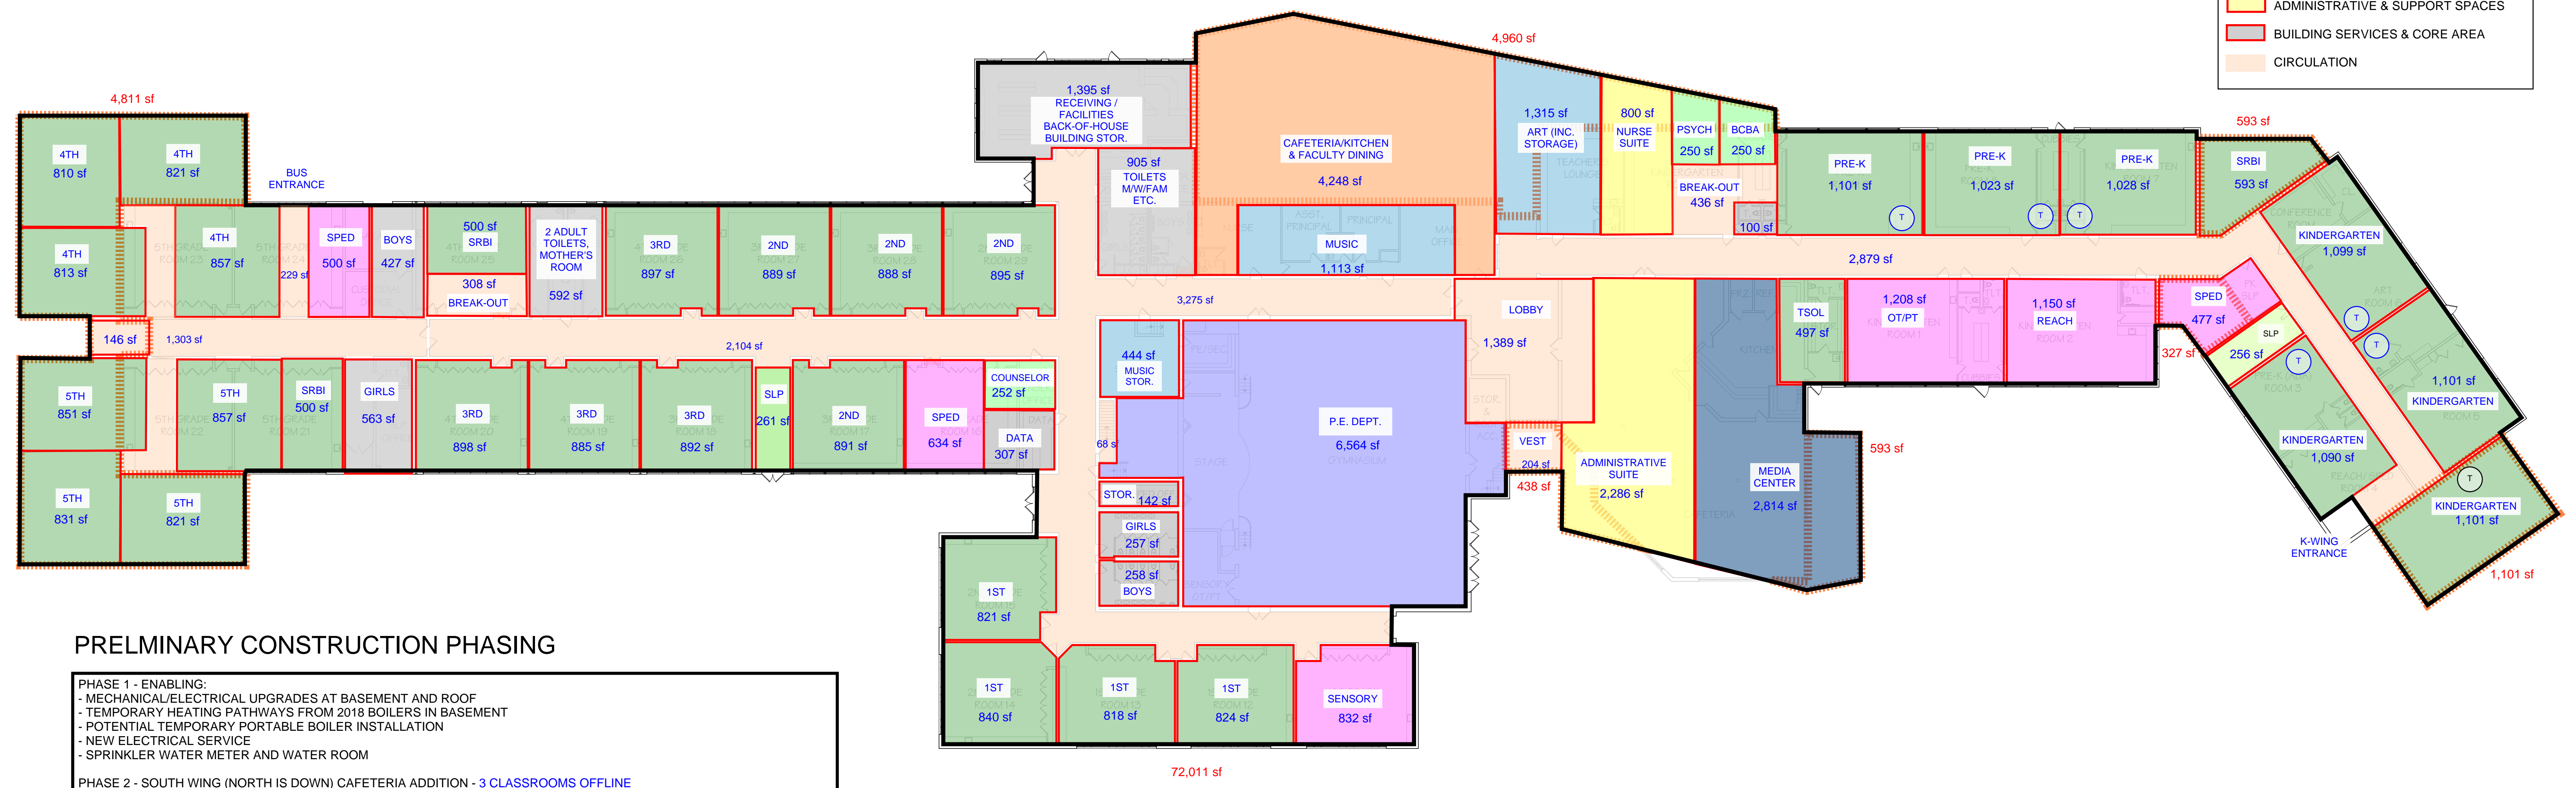 ADMINISTRATIVE & SUPPORT SPACES
BUILDING SERVICES & CORE AREA
CIRCULATION
4,960 sf
4,811 sf
593 sf
1,395 sf
RECEIVING /
FACILITIES
BACK-OF-HOUSE
BUILDING STOR.
905 sf
TOILETS
M/W/FAM
ETC.
CAFETERIA/KITCHEN
& FACULTY DINING
4,248 sf
1,315 sf
ART (INC.
STORAGE)
800 sf
NURSE
SUITE
PSYCH
250 sf
BCBA
250 sf
BREAK-OUT
436 sf
100 sf
PRE-K
1,101 sf
T
PRE-K
1,023 sf
T
PRE-K
1,028 sf
T
SRBI
593 sf
KINDERGARTEN
1,099 sf
T
4TH
810 sf
4TH
821 sf
BUS
ENTRANCE
4TH
813 sf
4TH
857 sf
229 sf
SPED
500 sf
BOYS
427 sf
500 sf
SRBI
308 sf
BREAK-OUT
2 ADULT
TOILETS,
MOTHER'S
ROOM
592 sf
3RD
897 sf
2ND
889 sf
2ND
888 sf
2ND
895 sf
MUSIC
1,113 sf
2,879 sf
3,275 sf
146 sf
1,303 sf
2,104 sf
LOBBY
1,389 sf
TSOL
497 sf
1,208 sf
OT/PT
1,150 sf
REACH
SPED
477 sf
327 sf
SLP
256 sf
T
T
1,101 sf
KINDERGARTEN
KINDERGARTEN
1,090 sf
T
KINDERGARTEN
1,101 sf
K-WING
ENTRANCE
1,101 sf
5TH
851 sf
5TH
857 sf
SRBI
500 sf
GIRLS
563 sf
3RD
898 sf
3RD
885 sf
3RD
892 sf
SLP
261 sf
2ND
891 sf
SPED
634 sf
COUNSELOR
252 sf
DATA
307 sf
444 sf
MUSIC
STOR.
68 sf
P.E. DEPT.
6,564 sf
STAGE
GYMNASIUM
VEST
204 sf
438 sf
ADMINISTRATIVE
SUITE
2,286 sf
MEDIA
CENTER
2,814 sf
593 sf
5TH
831 sf
5TH
821 sf
STOR.
142 sf
GIRLS
257 sf
258 sf
BOYS
1ST
821 sf
1ST
840 sf
1ST
818 sf
1ST
824 sf
SENSORY
832 sf
72,011 sf
PRELMINARY CONSTRUCTION PHASING
PHASE 1 - ENABLING:
- MECHANICAL/ELECTRICAL UPGRADES AT BASEMENT AND ROOF
- TEMPORARY HEATING PATHWAYS FROM 2018 BOILERS IN BASEMENT
- POTENTIAL TEMPORARY PORTABLE BOILER INSTALLATION
- NEW ELECTRICAL SERVICE
- SPRINKLER WATER METER AND WATER ROOM
PHASE 2 - SOUTH WING (NORTH IS DOWN) CAFETERIA ADDITION - 3 CLASSROOMS OFFLINE